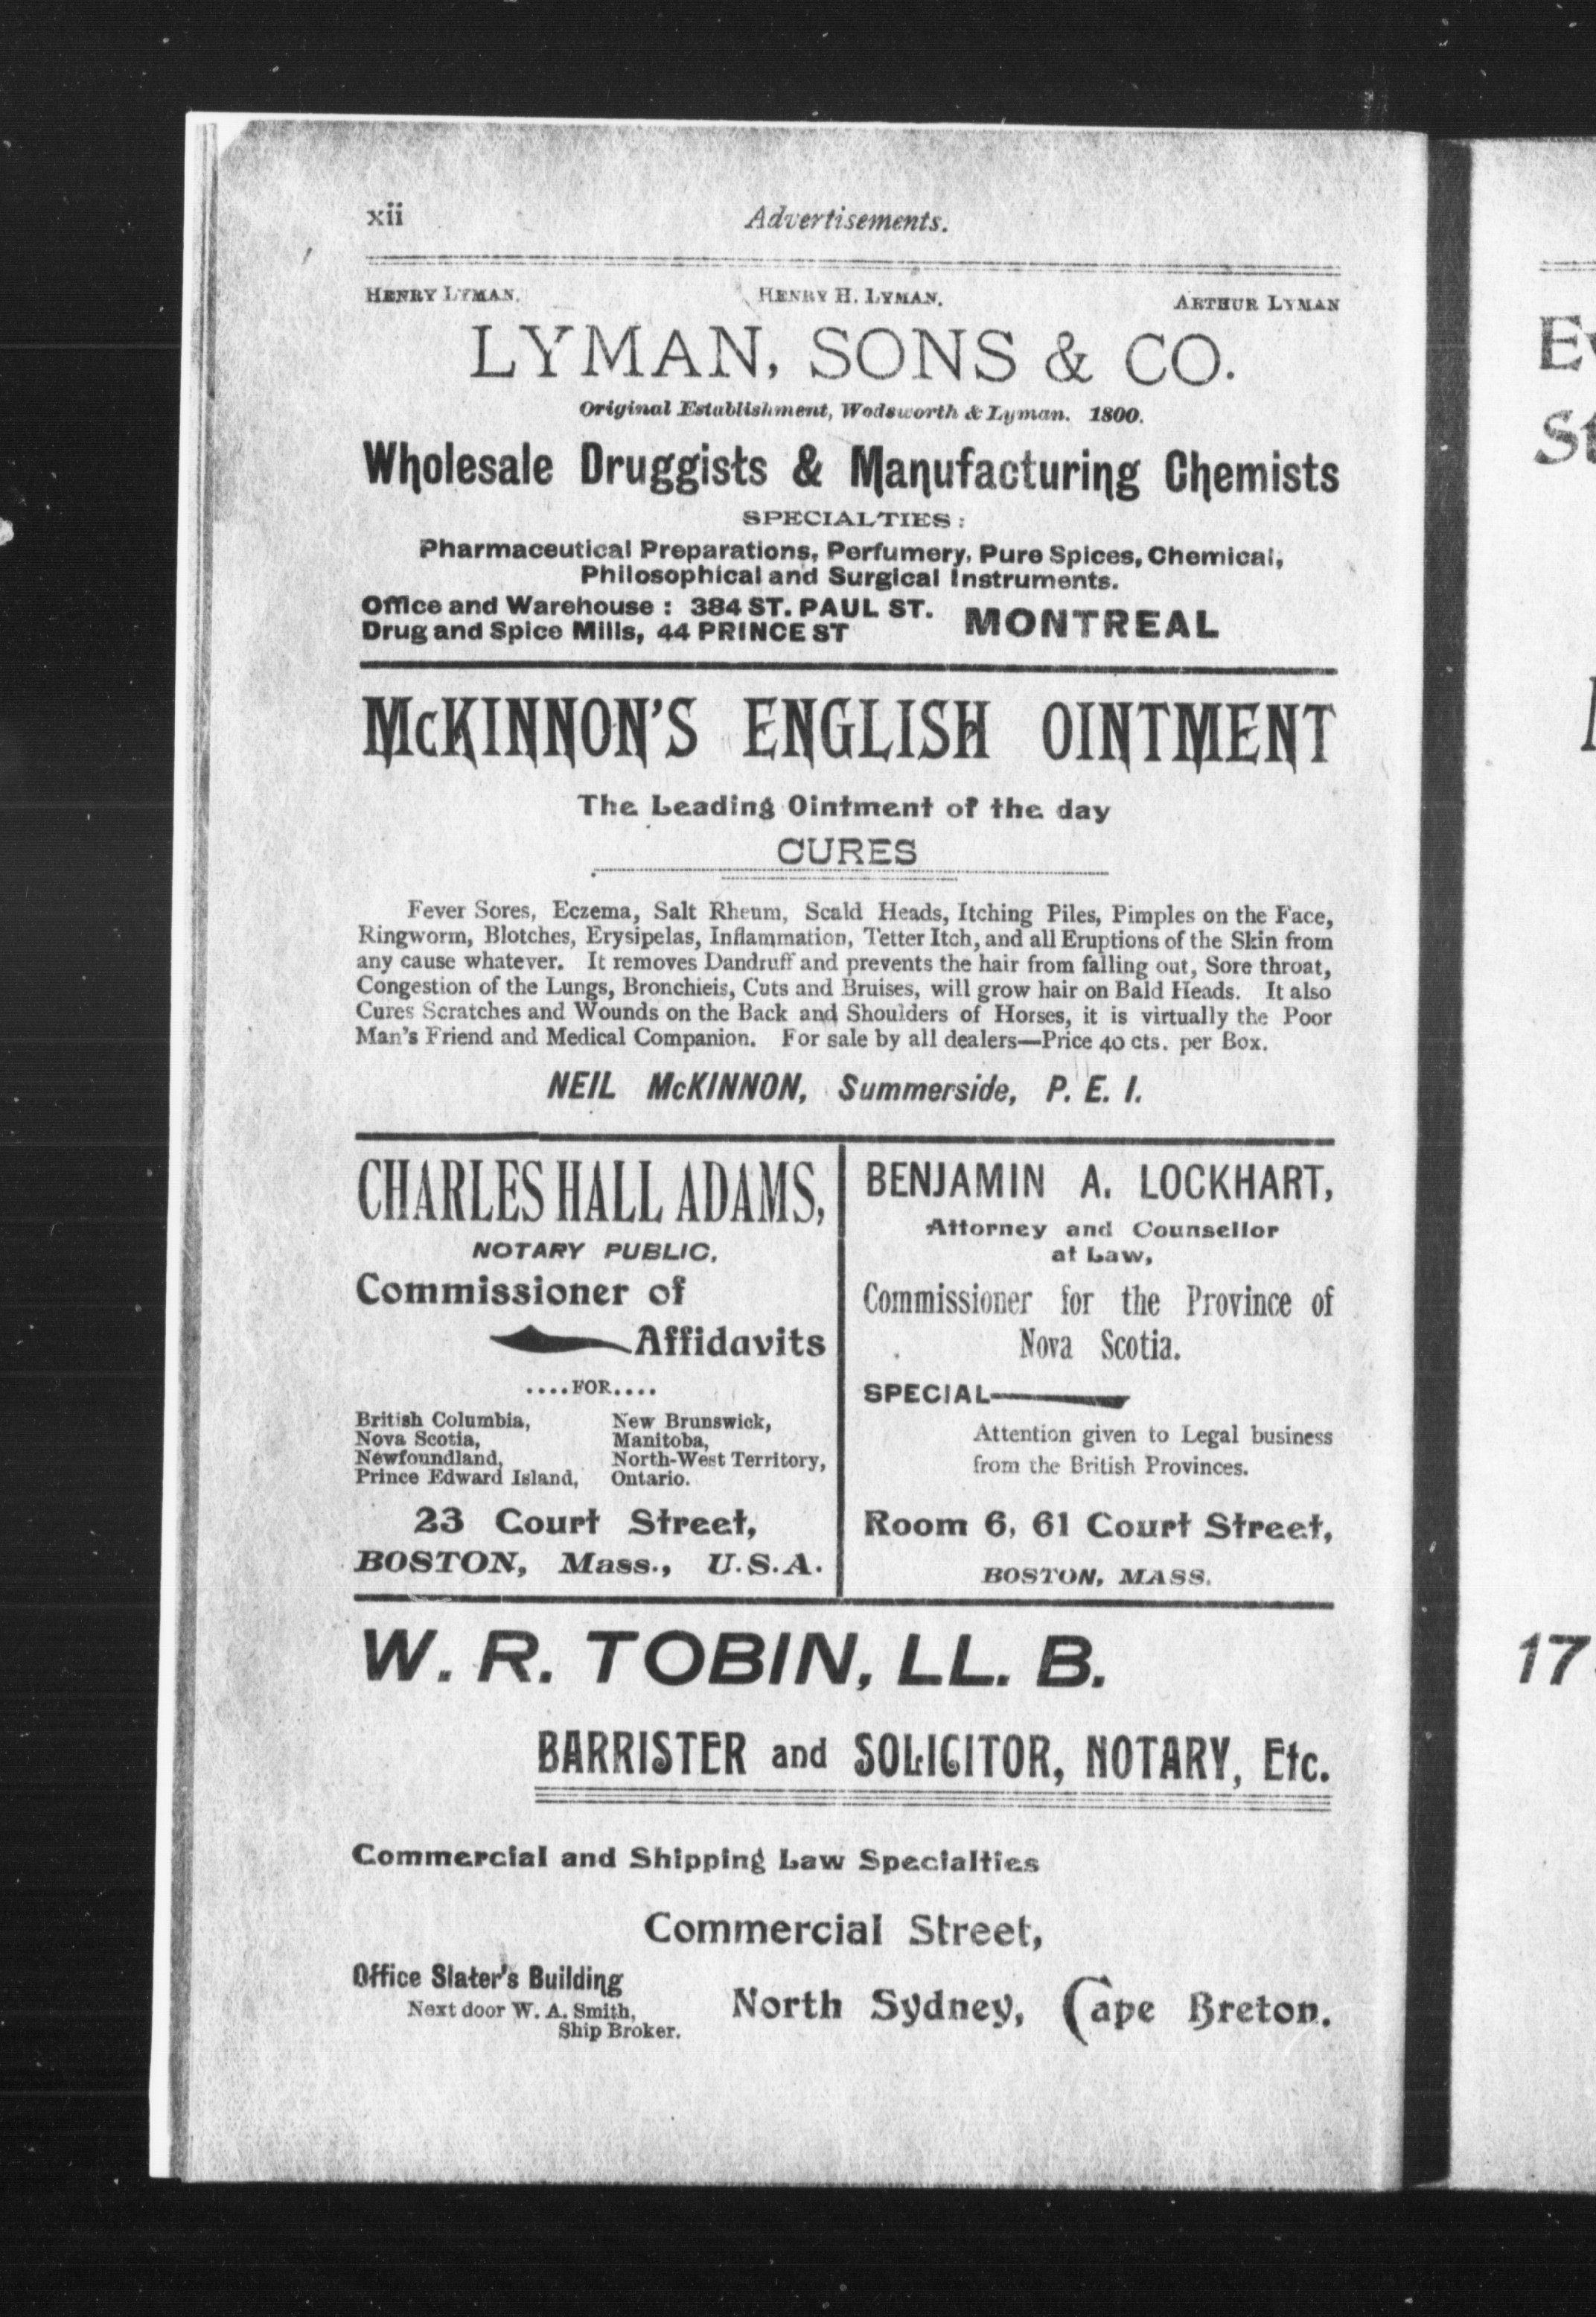 xii
Advertisements.
HENRY LYMAN.
HENRY H. LYMAN.
ARTHUR LYMAN
LYMAN, SONS & CO.
Original Establishment, Wodsworth & Lyman. 1800.
Wholesale Druggists & Manufacturing Chemists
SPECIALTIES:
Pharmaceutical Preparations, Perfumery, Pure Spices, Chemical,
Philosophical and Surgical Instruments.
Office and Warehouse: 384 ST. PAUL ST.
Drug and Spice Mills, 44 PRINCE ST
MONTREAL
McKINNON'S ENGLISH OINTMENT
The Leading Ointment of the day
CURES
Fever Sores, Eczema, Salt Rheum, Scald Heads, Itching Piles, Pimples on the Face,
Ringworm, Blotches, Erysipelas, Inflammation, Tetter Itch, and all Eruptions of the Skin from
any cause whatever. It removes Dandruff and prevents the hair from falling out, Sore throat,
Congestion of the Lungs, Bronchieis, Cuts and Bruises, will grow hair on Bald Heads. It also
Cures Scratches and Wounds on the Back and Shoulders of Horses, it is virtually the Poor
Man's Friend and Medical Companion. For sale by all dealers—Price 40 cts. per Box.
NEIL McKINNON, Summerside, P. E. I.
CHARLES HALL ADAMS,
NOTARY PUBLIC.
Commissioner of
Affidavits
....FOR....
British Columbia,
Nova Scotia,
Newfoundland,
Prince Edward Island,
New Brunswick,
Manitoba,
North-West Territory,
Ontario.
23 Court Street,
BOSTON, Mass., U.S.A.
BENJAMIN A. LOCKHART,
Attorney and Counsellor
at Law,
Commissioner for the Province of
Nova Scotia.
SPECIAL
Attention given to Legal business
from the British Provinces.
Room 6, 61 Court Street,
BOSTON, MASS.
W. R. TOBIN, LL. B.
BARRISTER and SOLICITOR, NOTARY, Etc.
Commercial and Shipping Law Specialties
Commercial Street,
Office Slater's Building
Next door W. A. Smith,
Ship Broker.
North Sydney, Cape Breton.
17